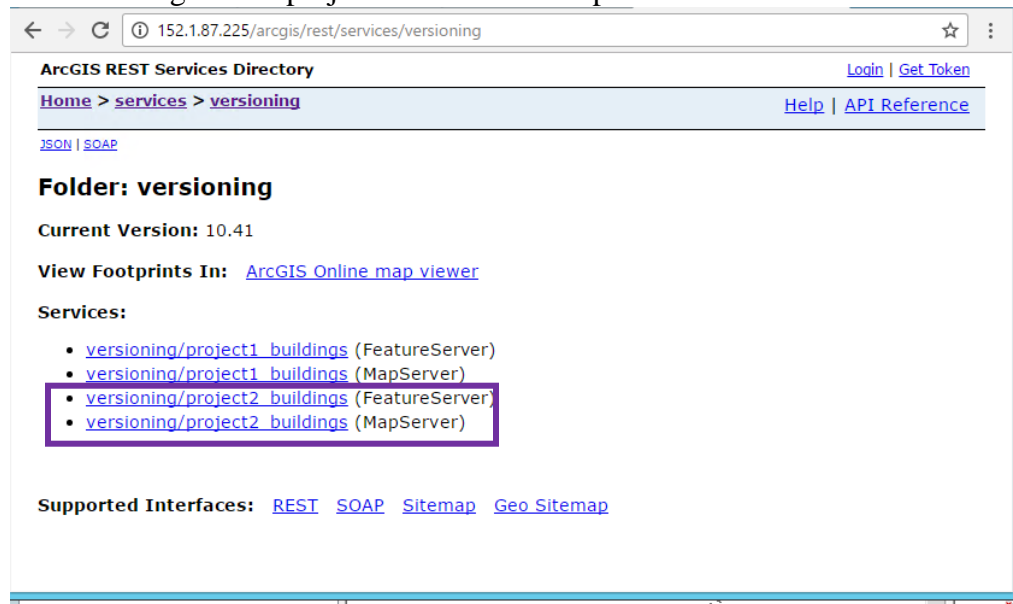 152.1.87.225/arcgis/rest/services/versioning
ArcGIS REST Services Directory Login | Get Token
Home > services > versioning Help | API Reference
JSON | SOAP
Folder: versioning
Current Version: 10.41
View Footprints In: ArcGIS Online map viewer
Services:
• versioning/project1_buildings (FeatureServer)
• versioning/project1_buildings (MapServer)
• versioning/project2_buildings (FeatureServer)
• versioning/project2_buildings (MapServer)
Supported Interfaces: REST SOAP Sitemap Geo Sitemap